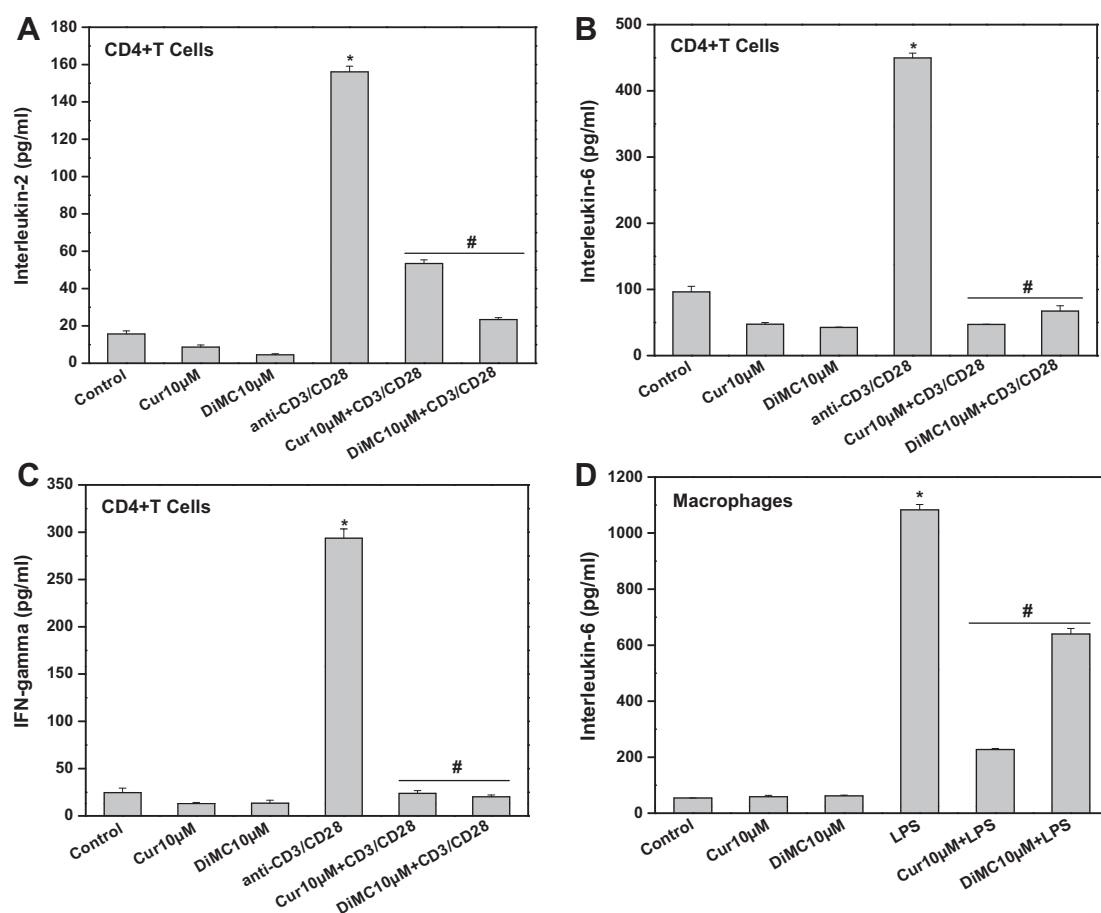 A
CD4+T Cells
Interleukin-2 (pg/ml)
180
160
140
120
100
80
60
40
20
0
*
#
Control
Cur10µM
DiMC10µM
anti-CD3/CD28
Cur10µM+CD3/CD28
DiMC10µM+CD3/CD28
B
CD4+T Cells
Interleukin-6 (pg/ml)
500
450
300
200
100
0
*
#
Control
Cur10µM
DiMC10µM
anti-CD3/CD28
Cur10µM+CD3/CD28
DiMC10µM+CD3/CD28
C
CD4+T Cells
IFN-gamma (pg/ml)
350
300
250
200
150
100
50
25
0
*
#
Control
Cur10µM
DiMC10µM
anti-CD3/CD28
Cur10µM+CD3/CD28
DiMC10µM+CD3/CD28
D
Macrophages
Interleukin-6 (pg/ml)
1200
1000
800
600
400
200
0
*
#
Control
Cur10µM
DiMC10µM
LPS
Cur10µM+LPS
DiMC10µM+LPS